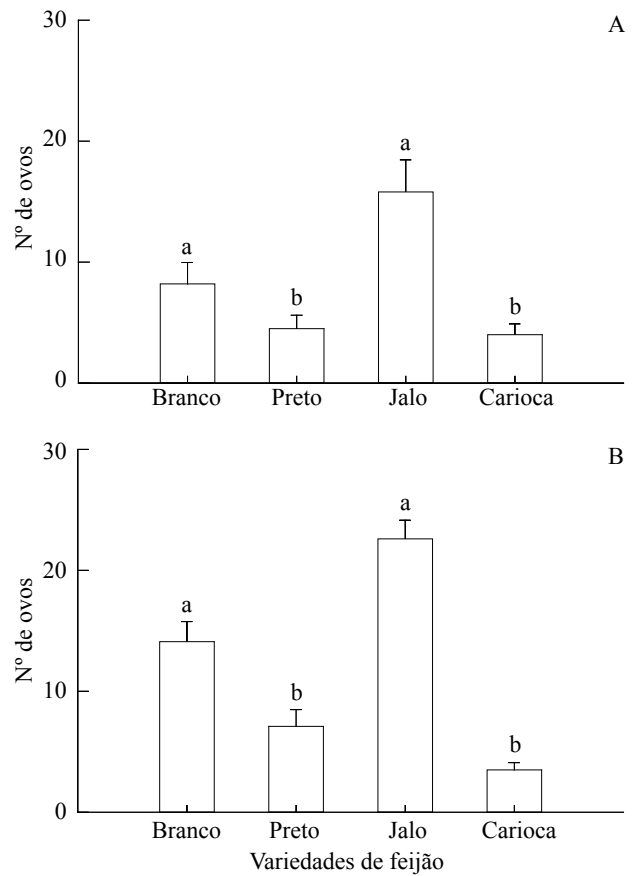 A
30
20
10
0
Nº de ovos
a
b
a
b
Branco Preto Jalo Carioca
B
30
20
10
0
Nº de ovos
a
b
a
b
Branco Preto Jalo Carioca
Variedades de feijão